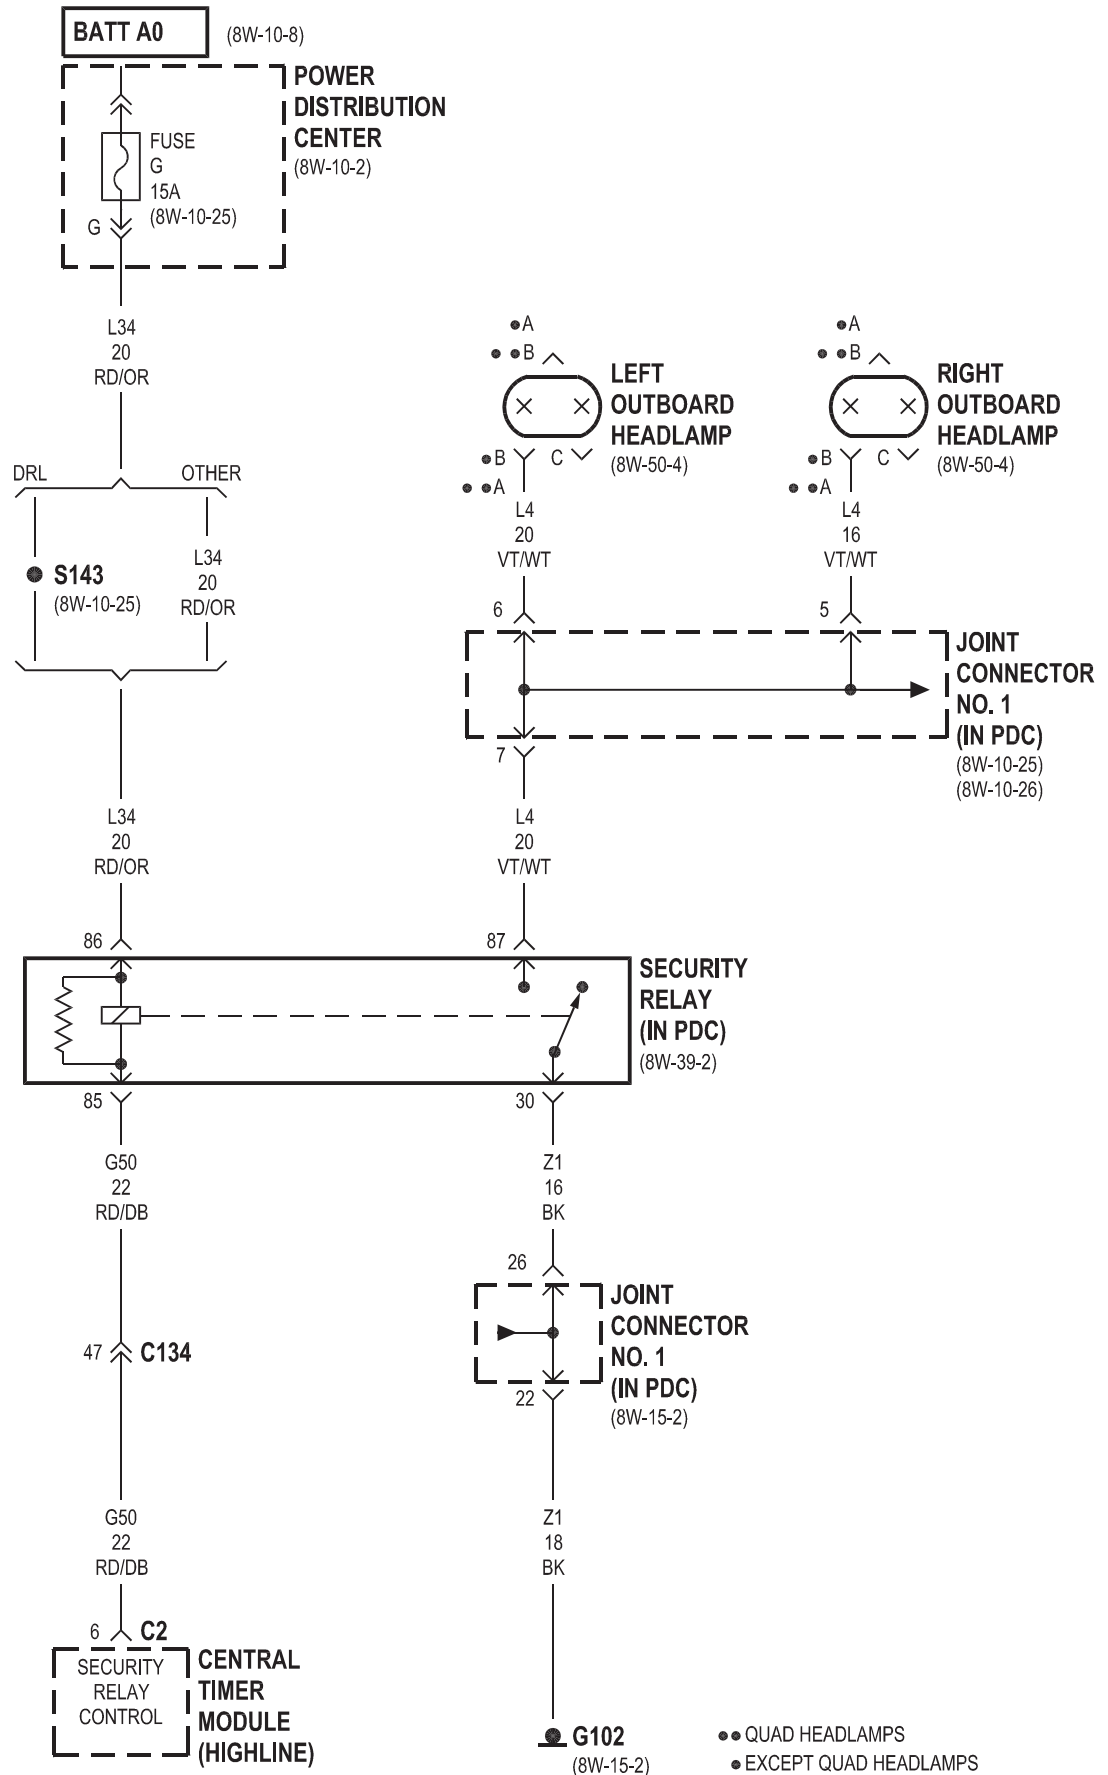 BATT A0
(8W-10-8)
POWER
DISTRIBUTION
CENTER
(8W-10-2)
FUSE
G
15A
(8W-10-25)
G
L34
20
RD/OR
DRL
OTHER
S143
(8W-10-25)
L34
20
RD/OR
L34
20
RD/OR
●A
● ●B
LEFT
OUTBOARD
HEADLAMP
(8W-50-4)
●B
C
● ●A
L4
20
VT/WT
6
●A
● ●B
RIGHT
OUTBOARD
HEADLAMP
(8W-50-4)
●B
C
● ●A
L4
16
VT/WT
5
JOINT
CONNECTOR
NO. 1
(IN PDC)
(8W-10-25)
(8W-10-26)
7
L4
20
VT/WT
86
87
SECURITY
RELAY
(IN PDC)
(8W-39-2)
85
30
G50
22
RD/DB
Z1
16
BK
26
JOINT
CONNECTOR
NO. 1
(IN PDC)
(8W-15-2)
47
C134
22
G50
22
RD/DB
Z1
18
BK
6
C2
SECURITY
RELAY
CONTROL
CENTRAL
TIMER
MODULE
(HIGHLINE)
G102
(8W-15-2)
●● QUAD HEADLAMPS
● EXCEPT QUAD HEADLAMPS